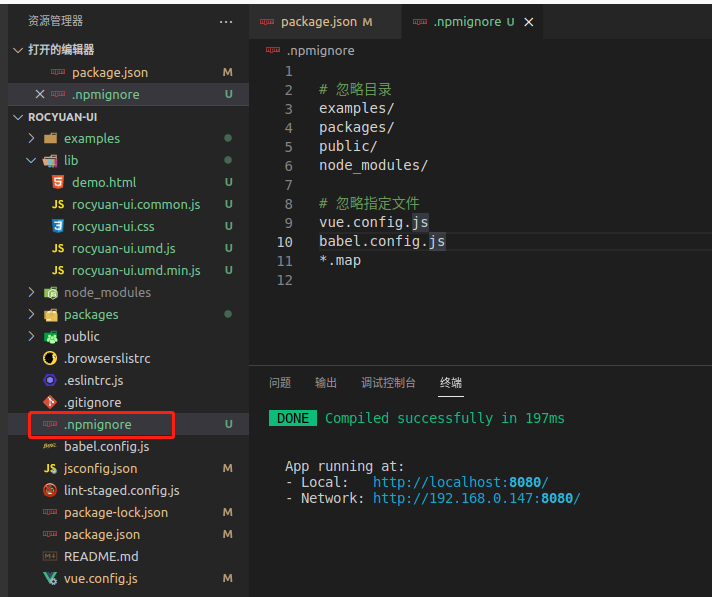 资源管理器
打开的编辑器
package.json M
.npmignore U
ROCYUAN-UI
examples
lib
demo.html U
rocyuan-ui.common.js U
rocyuan-ui.css U
rocyuan-ui.umd.js U
rocyuan-ui.umd.min.js U
node_modules
packages
public
.browserslistrc
.eslintrc.js
.gitignore
.npmignore U
babel.config.js
jsconfig.json M
lint-staged.config.js
package-lock.json M
package.json M
README.md
vue.config.js M
package.json M .npmignore U
.npmignore
1
2 # 忽略目录
3 examples/
4 packages/
5 public/
6 node_modules/
7
8 # 忽略指定文件
9 vue.config.js
10 babel.config.js
11 *.map
12
问题 输出 调试控制台 终端
DONE Compiled successfully in 197ms
App running at:
- Local: http://localhost:8080/
- Network: http://192.168.0.147:8080/